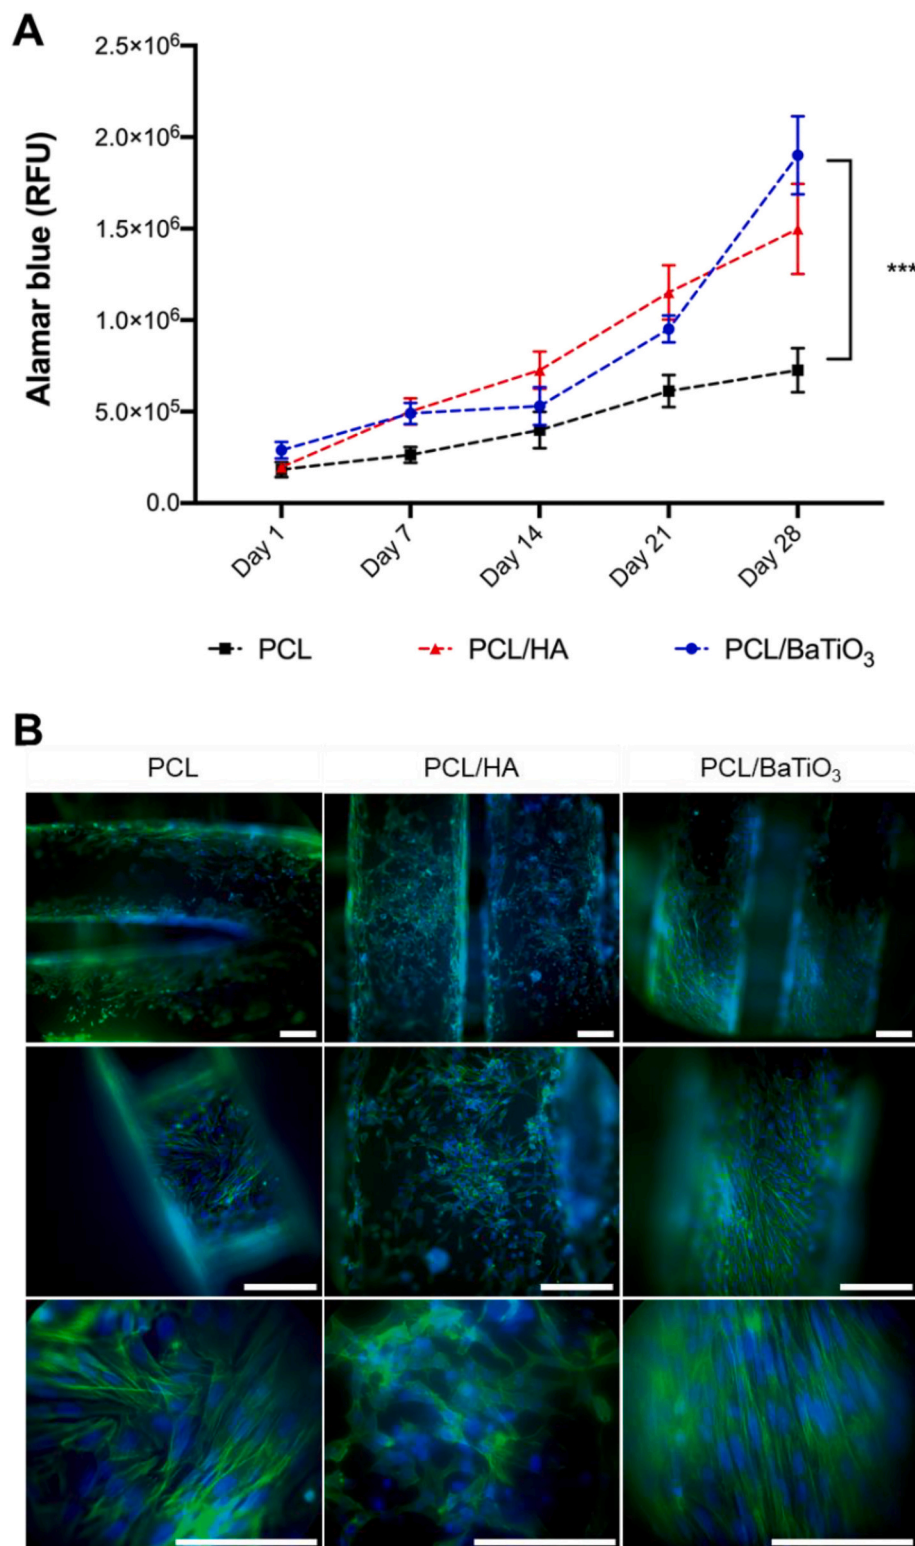 A
Alamar blue (RFU)
2.5×10⁶
2.0×10⁶
1.5×10⁶
1.0×10⁶
5.0×10⁵
0.0
***
Day 1
Day 7
Day 14
Day 21
Day 28
PCL
PCL/HA
PCL/BaTiO₃
B
PCL
PCL/HA
PCL/BaTiO₃